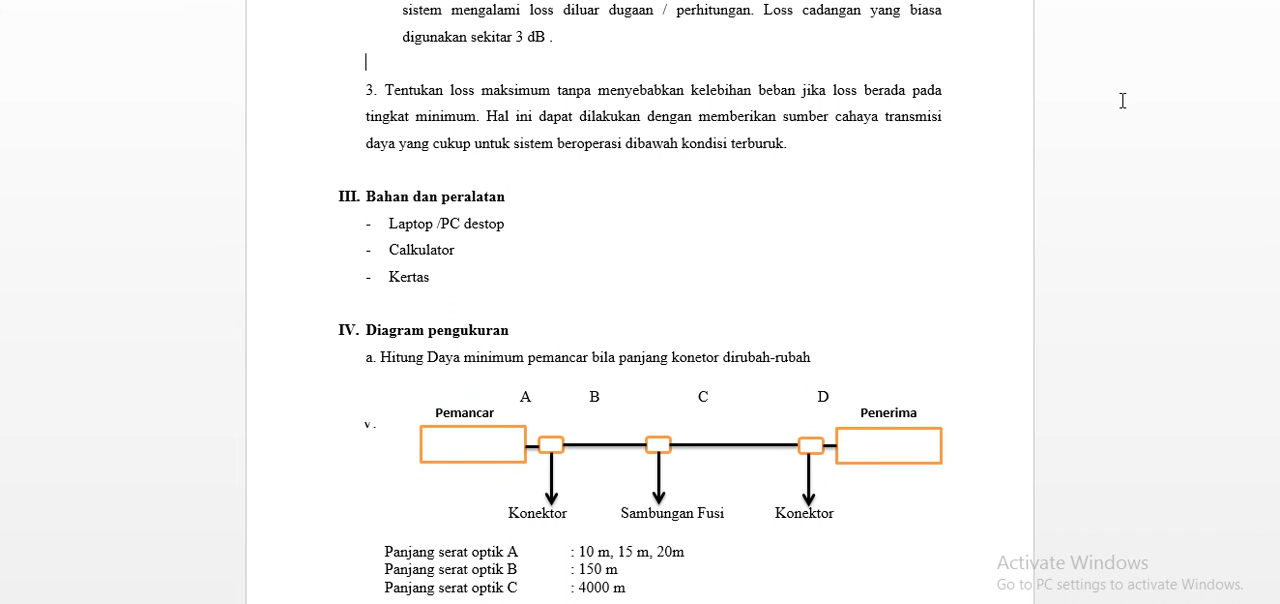 sistem mengalami loss diluar dugaan / perhitungan. Loss cadangan yang biasa
digunakan sekitar 3 dB .
3. Tentukan loss maksimum tanpa menyebabkan kelebihan beban jika loss berada pada
tingkat minimum. Hal ini dapat dilakukan dengan memberikan sumber cahaya transmisi
daya yang cukup untuk sistem beroperasi dibawah kondisi terburuk.
III. Bahan dan peralatan
- Laptop /PC destop
- Calkulator
- Kertas
IV. Diagram pengukuran
a. Hitung Daya minimum pemancar bila panjang konetor dirubah-rubah
A B C D
Pemancar Penerima
v .
Konektor Sambungan Fusi Konektor
Panjang serat optik A : 10 m, 15 m, 20m
Panjang serat optik B : 150 m
Panjang serat optik C : 4000 m
Activate Windows
Go to PC settings to activate Windows.